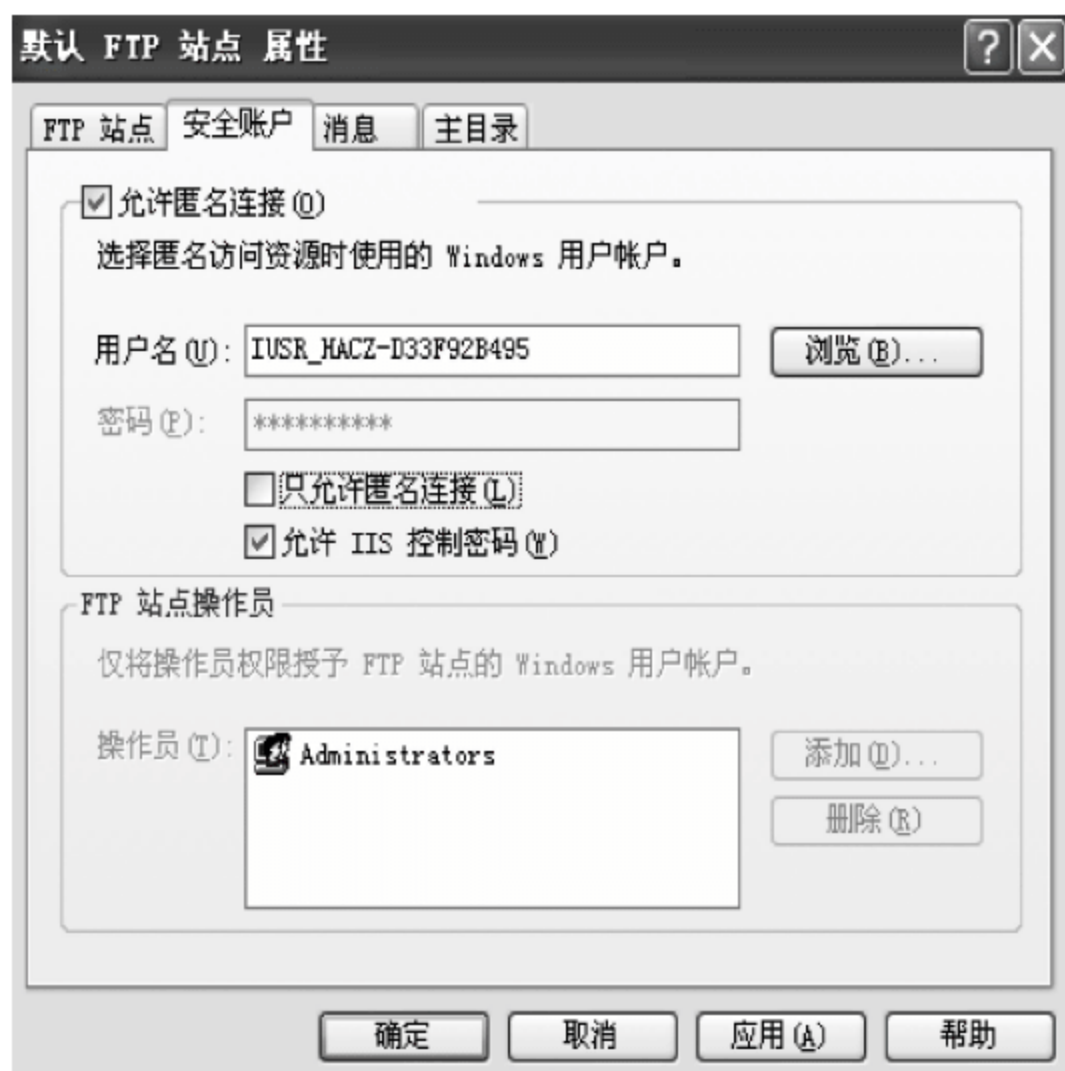 默认 FTP 站点 属性
FTP 站点 安全账户 消息 主目录
允许匿名连接(O)
选择匿名访问资源时使用的 Windows 用户帐户。
用户名(U): IUSR_HACZ-D33F92B495 浏览(B)...
密码(P): **********
只允许匿名连接(L)
允许 IIS 控制密码(W)
FTP 站点操作员
仅将操作员权限授予 FTP 站点的 Windows 用户帐户。
操作员(T): Administrators 添加(D)...
删除(R)
确定 取消 应用(A) 帮助